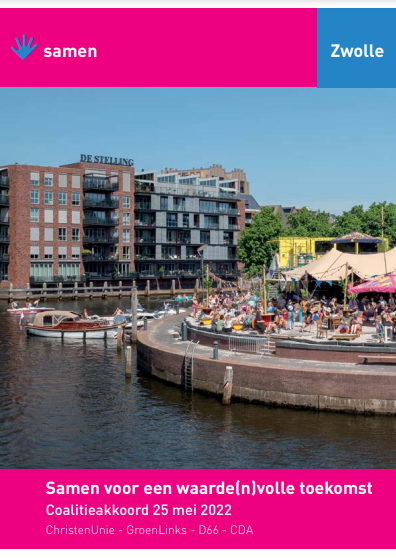 samen
Zwolle
DE STELLING
Samen voor een waarde(n)volle toekomst
Coalitieakkoord 25 mei 2022
ChristenUnie - GroenLinks - D66 - CDA